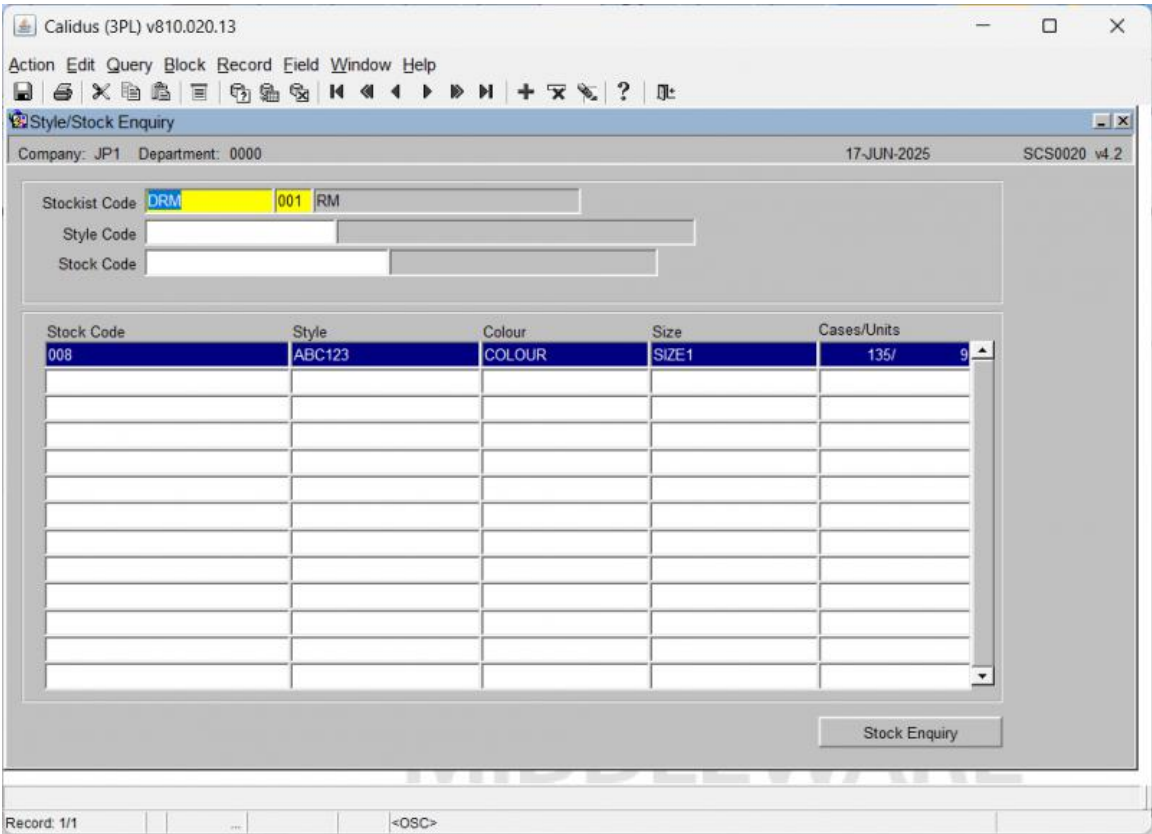 Calidus (3PL) v810.020.13
Action Edit Query Block Record Field Window Help
Style/Stock Enquiry
Company: JP1 Department: 0000 17-JUN-2025 SCS0020 v4.2
Stockist Code DRM 001 RM
Style Code
Stock Code
Stock Code Style Colour Size Cases/Units
008 ABC123 COLOUR SIZE1 135/ 9
Stock Enquiry
MIDDLEWARE
Record: 1/1 ... <OSC>